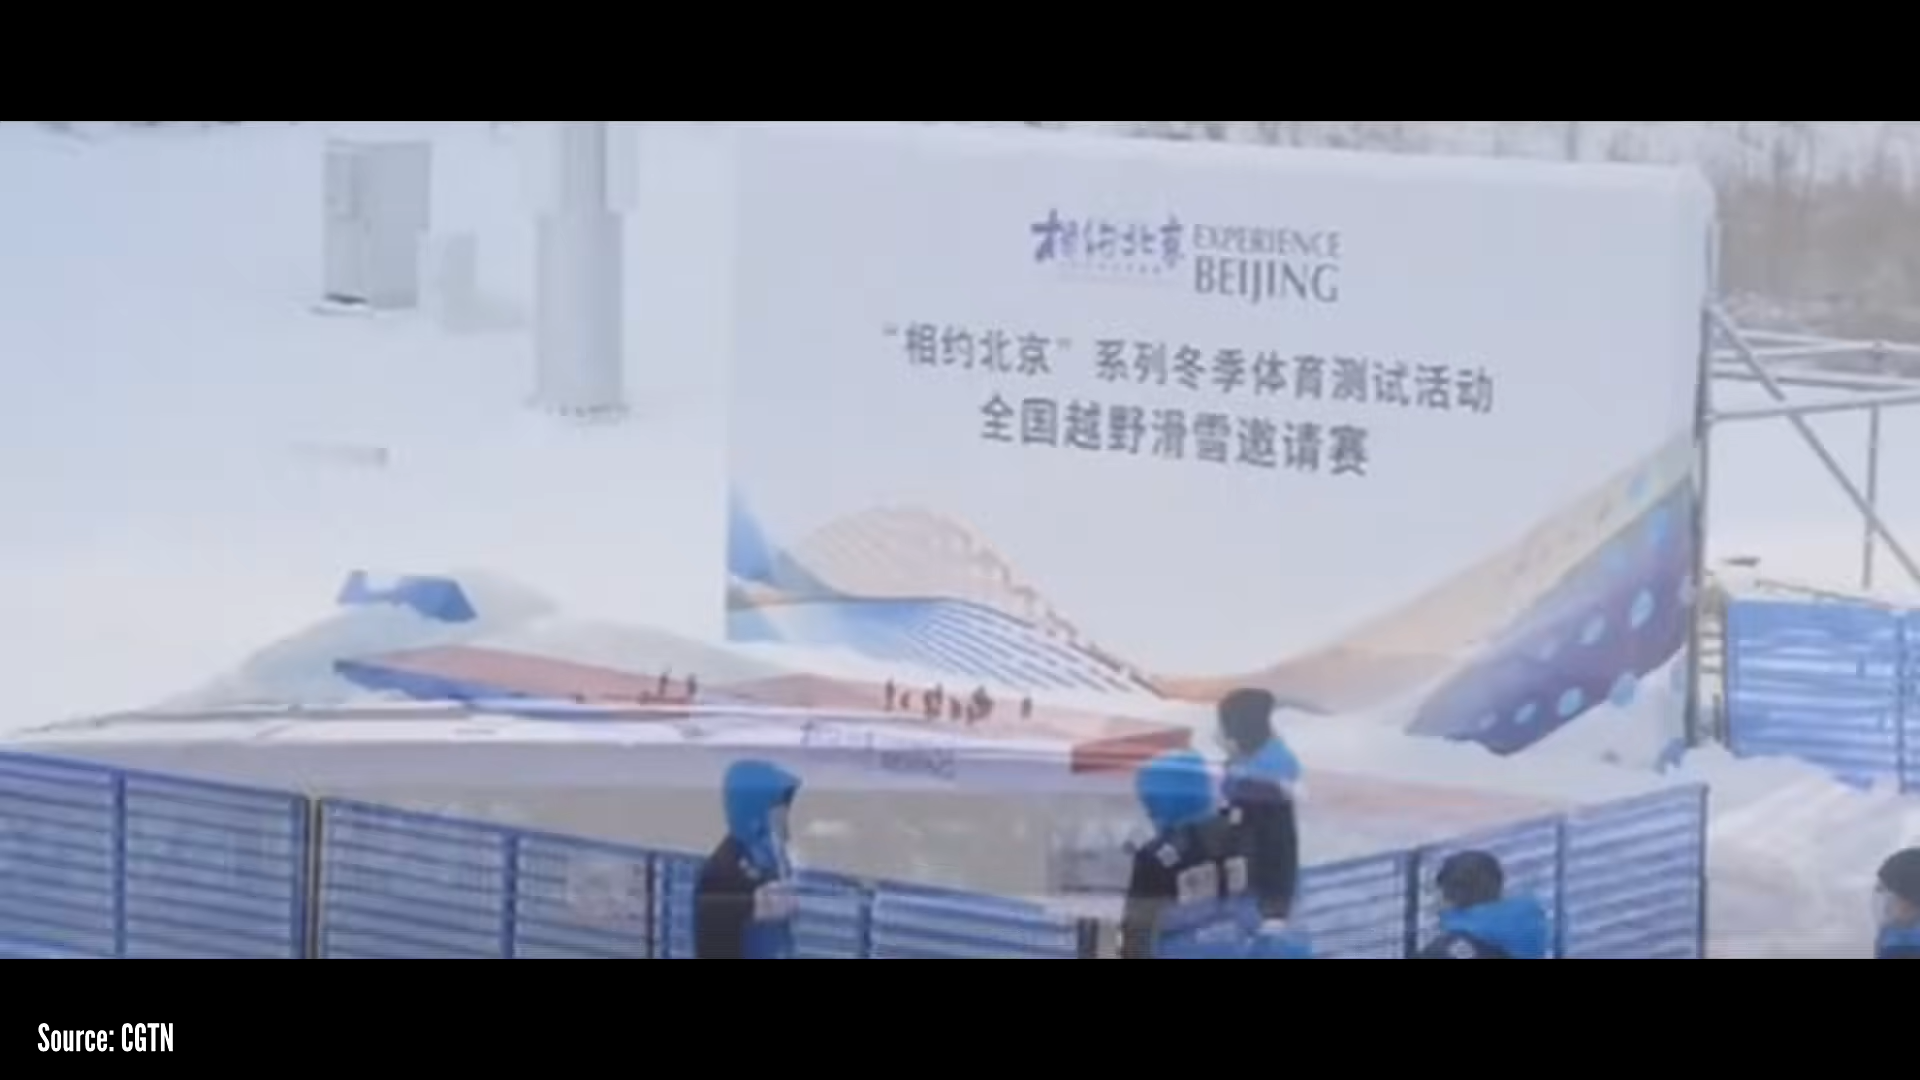 相约北京 EXPERIENCE
BEIJING
“相约北京”系列冬季体育测试活动
全国越野滑雪邀请赛
Source: CGTN